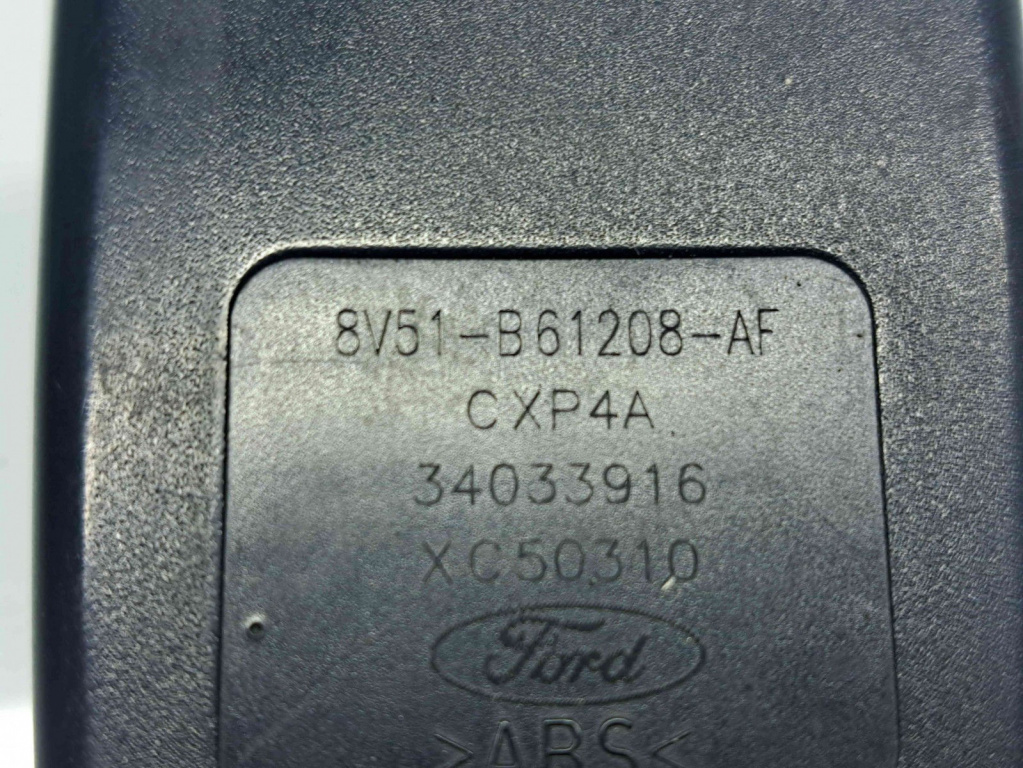 8V51-B61208-AF
CXP4A
34033916
XC50310
Ford
>ABS<